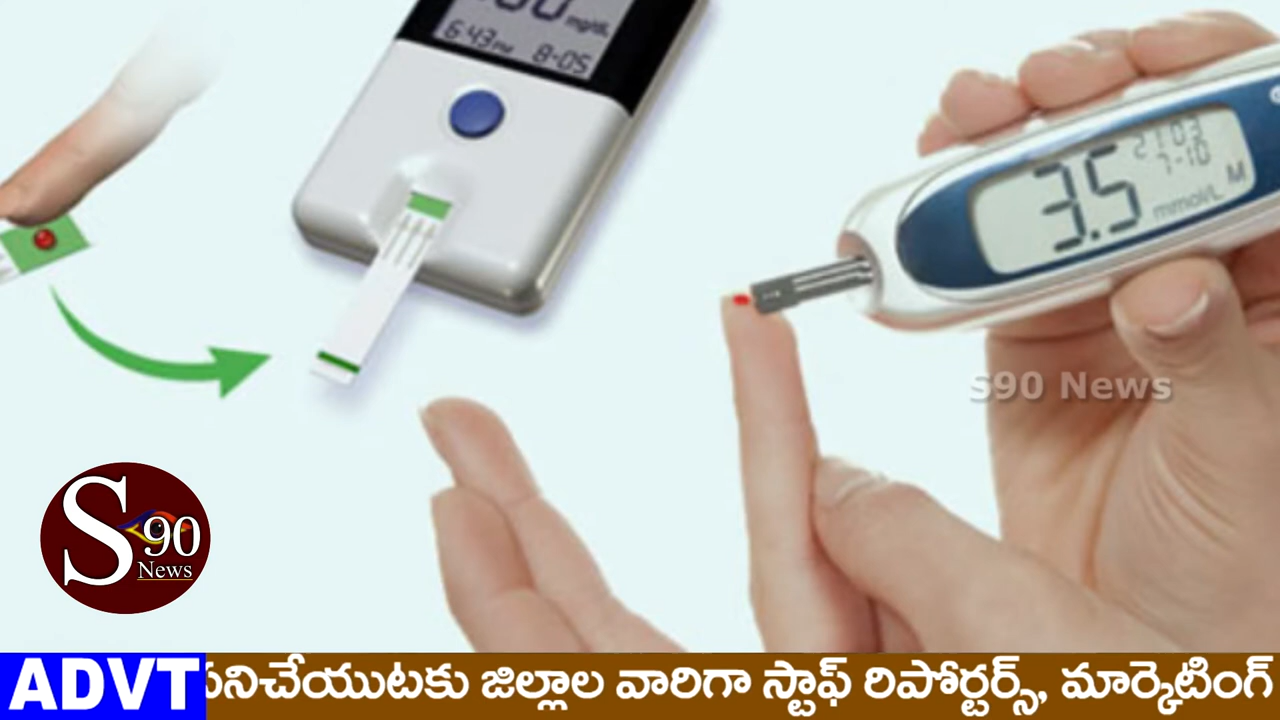 mg/dL
6:43PM 8-05
21:03
7-10
3.5
M
mmol/L
S90 News
S90
News
ADVT
పనిచేయుటకు జిల్లాల వారిగా స్టాఫ్ రిపోర్టర్స్, మార్కెటింగ్